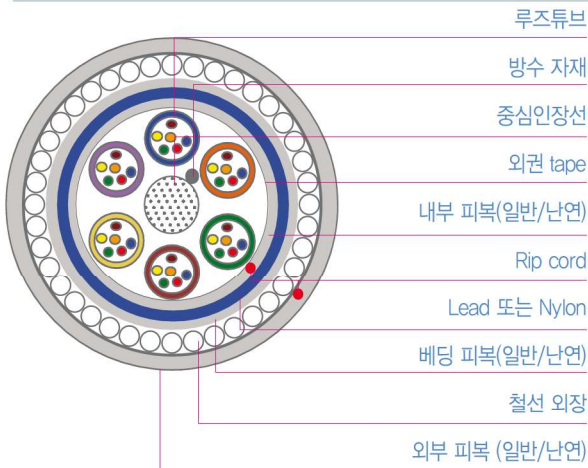 루즈튜브
방수 자재
중심인장선
외권 tape
내부 피복(일반/난연)
Rip cord
Lead 또는 Nylon
베딩 피복(일반/난연)
철선 외장
외부 피복 (일반/난연)